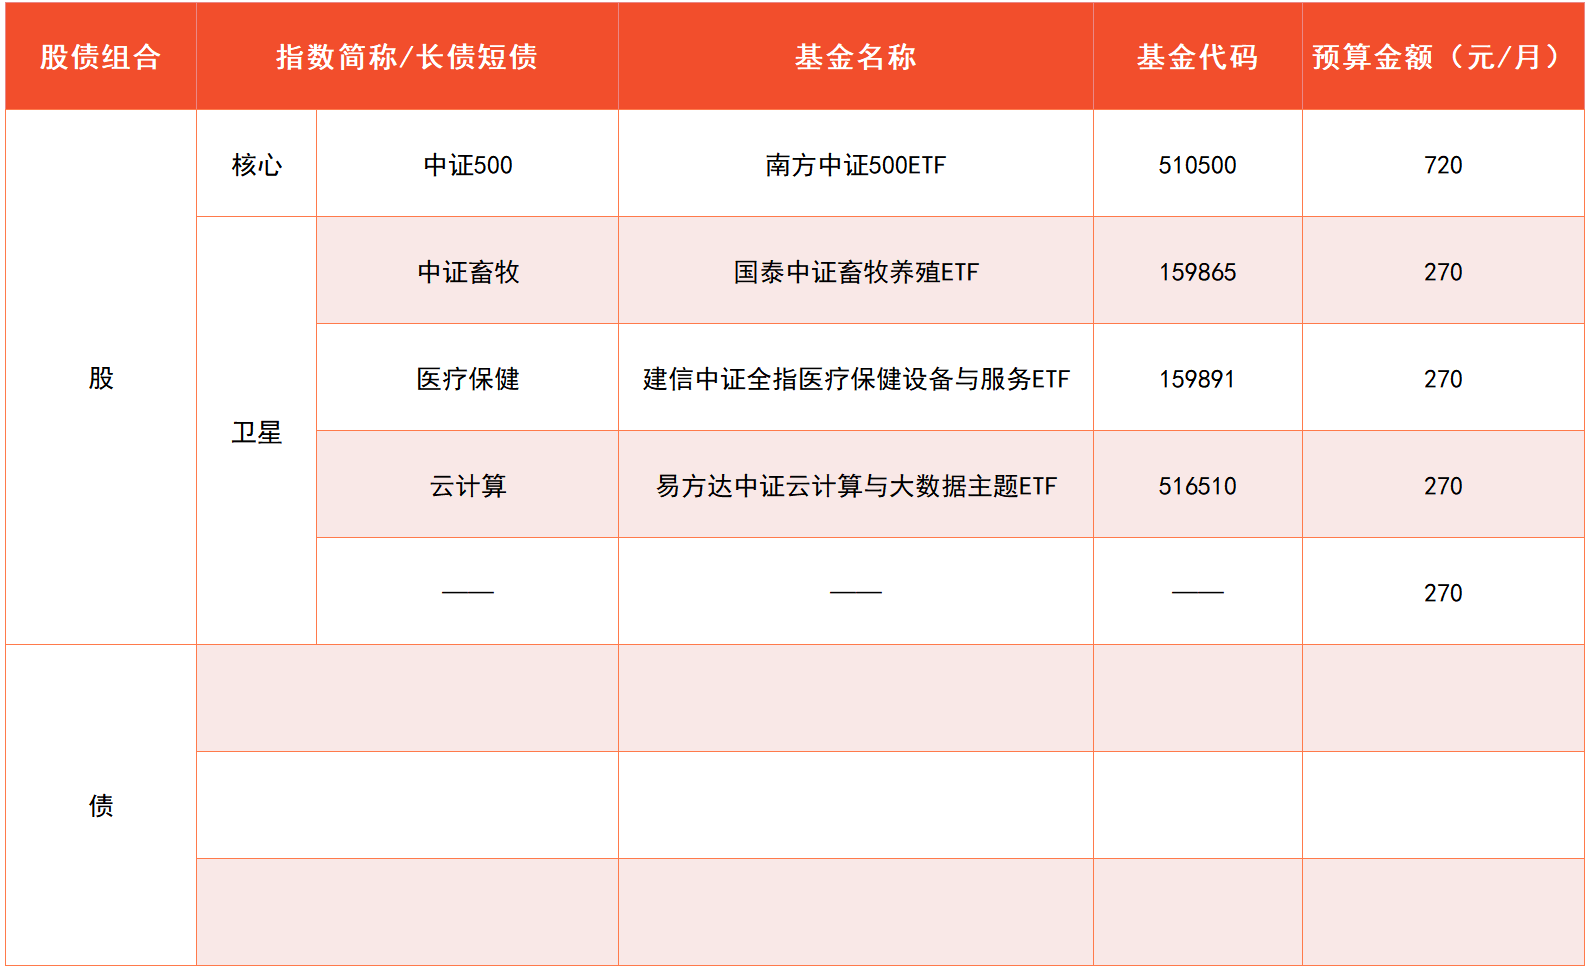 股债组合 指数简称/长债短债 基金名称 基金代码 预算金额（元/月）
核心 中证500 南方中证500ETF 510500 720
中证畜牧 国泰中证畜牧养殖ETF 159865 270
股 医疗保健 建信中证全指医疗保健设备与服务ETF 159891 270
卫星
云计算 易方达中证云计算与大数据主题ETF 516510 270
—— —— —— 270
债